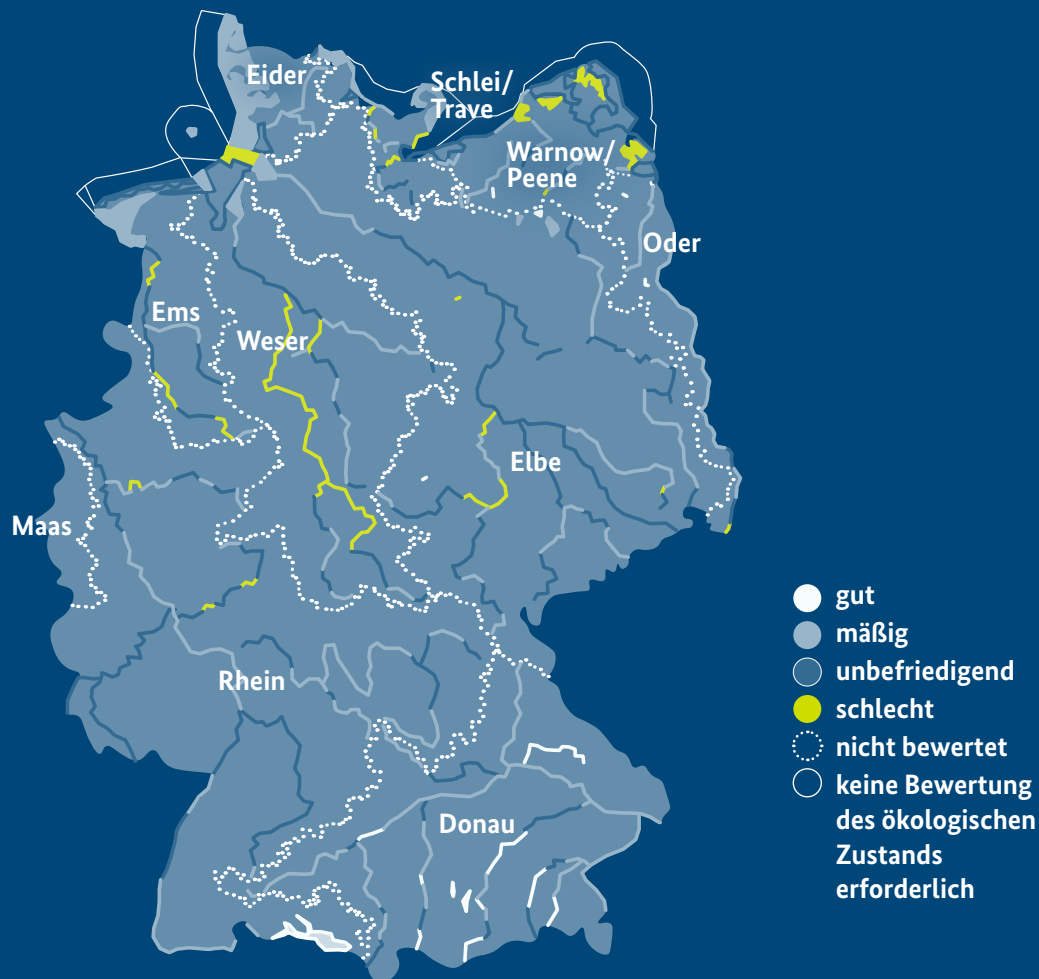 Eider
Schlei/
Trave
Warnow/
Peene
Oder
Ems
Weser
Elbe
Maas
Rhein
Donau
gut
mäßig
unbefriedigend
schlecht
nicht bewertet
keine Bewertung
des ökologischen
Zustands
erforderlich